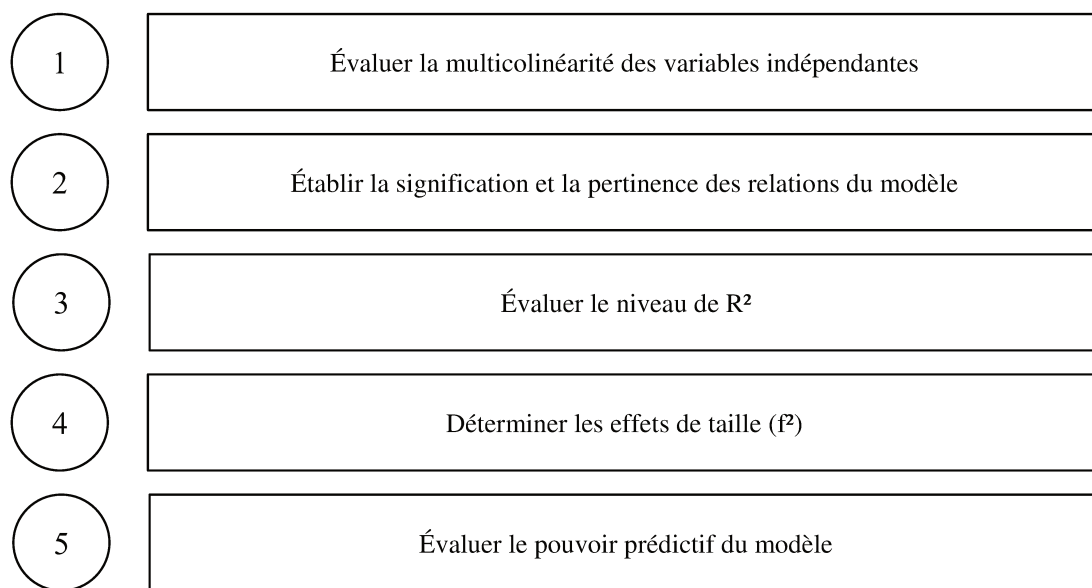 1 Évaluer la multicolinéarité des variables indépendantes
2 Établir la signification et la pertinence des relations du modèle
3 Évaluer le niveau de R²
4 Déterminer les effets de taille (f²)
5 Évaluer le pouvoir prédictif du modèle